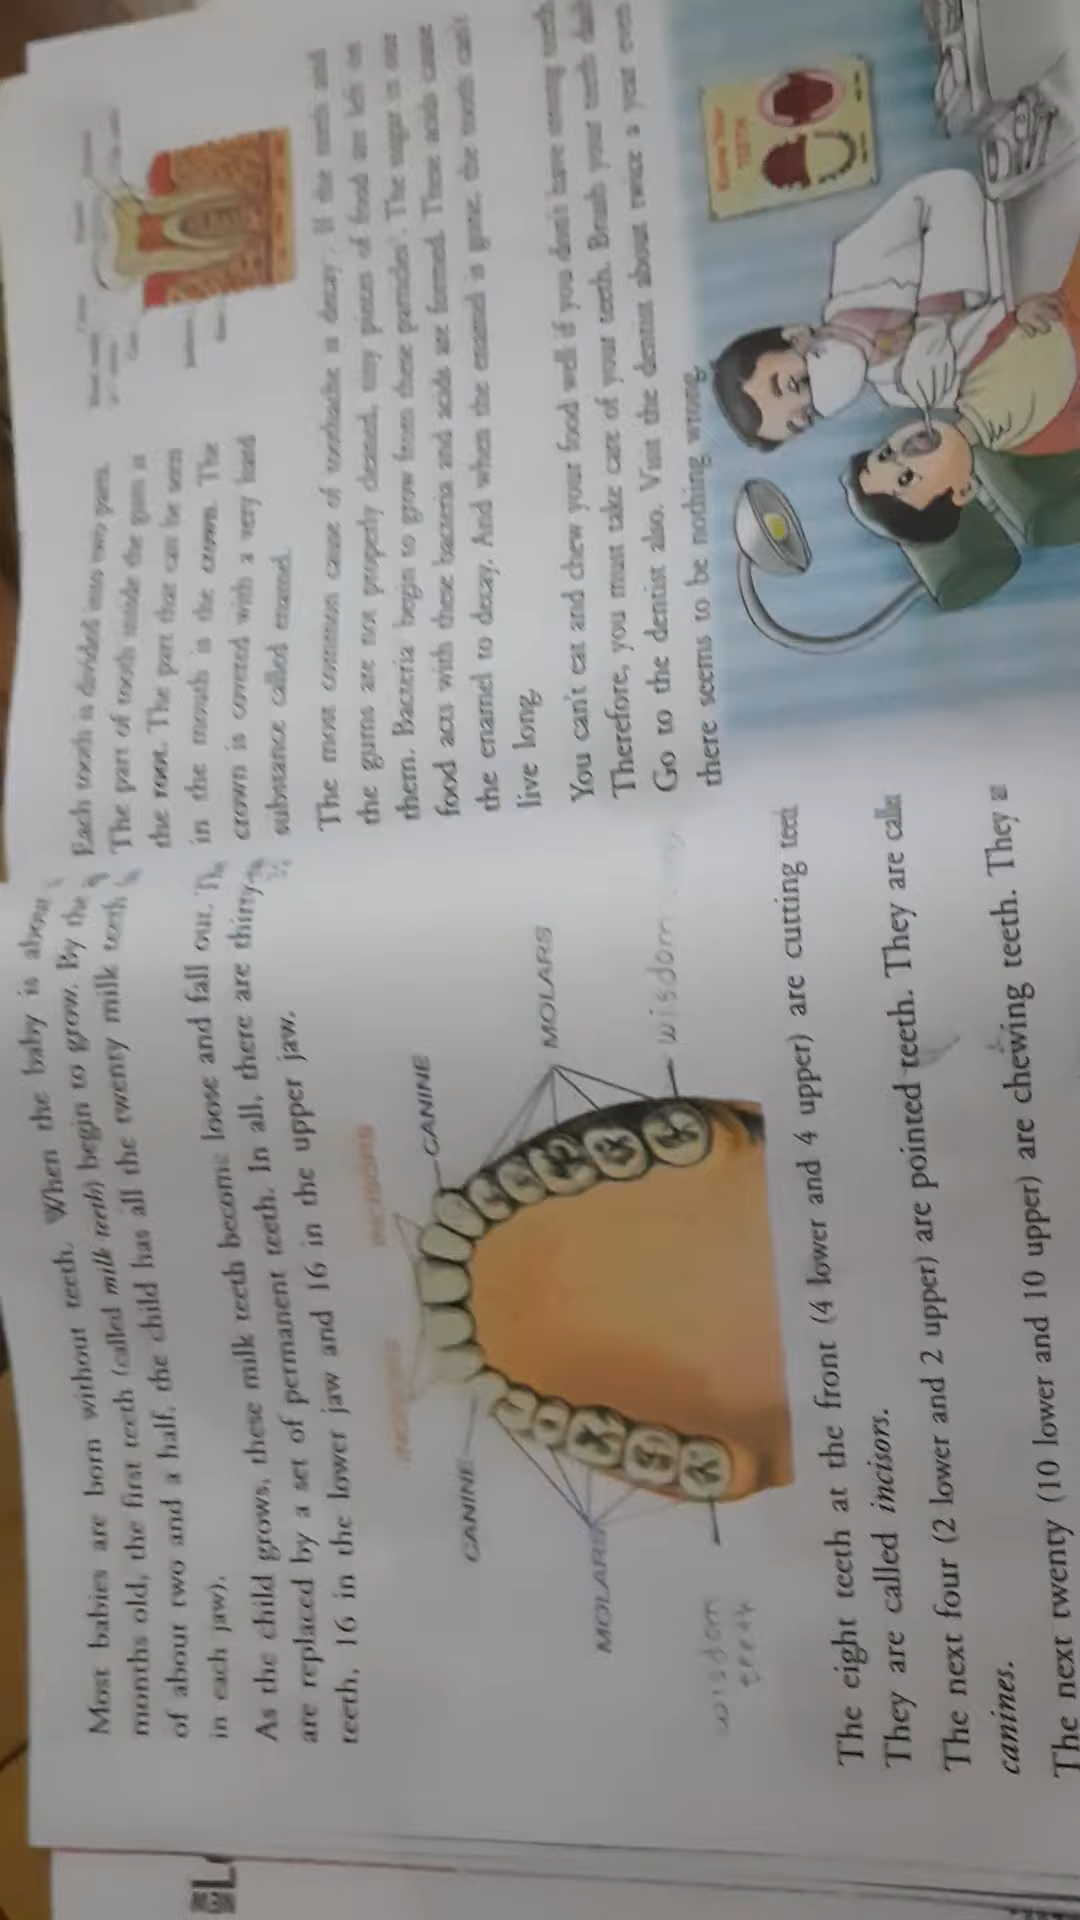 Most babies are born without teeth. When the baby is about
months old, the first teeth (called milk teeth) begin to grow. By the
of about two and a half, the child has all the twenty milk teeth
in each jaw).
As the child grows, these milk teeth become loose and fall out.
are replaced by a set of permanent teeth. In all, there are thirty
teeth, 16 in the lower jaw and 16 in the upper jaw.
INCISORS
CANINE
MOLARS
CANINE
MOLARS
wisdom
wisdom
teeth
The eight teeth at the front (4 lower and 4 upper) are cutting
They are called incisors.
The next four (2 lower and 2 upper) are pointed teeth. They are
canines.
The next twenty (10 lower and 10 upper) are chewing teeth. They
Each tooth is divided into two parts.
The part of tooth inside the gum is
the root. The part that can be seen
in the mouth is the crown. The
crown is covered with a very hard
substance called enamel.
The most common cause of toothache is decay. If the teeth and
the gums are not properly cleaned, tiny pieces of food are left on
them. Bacteria begin to grow from these particles. The sugar in our
food acts with these bacteria and acids are formed. These acids cause
the enamel to decay. And when the enamel is gone, the tooth can't
live long.
You can't eat and chew your food well if you don't have strong teeth.
Therefore, you must take care of your teeth. Brush your teeth
Go to the dentist also. Visit the dentist about twice a year even
there seems to be nothing wrong.
TEETH